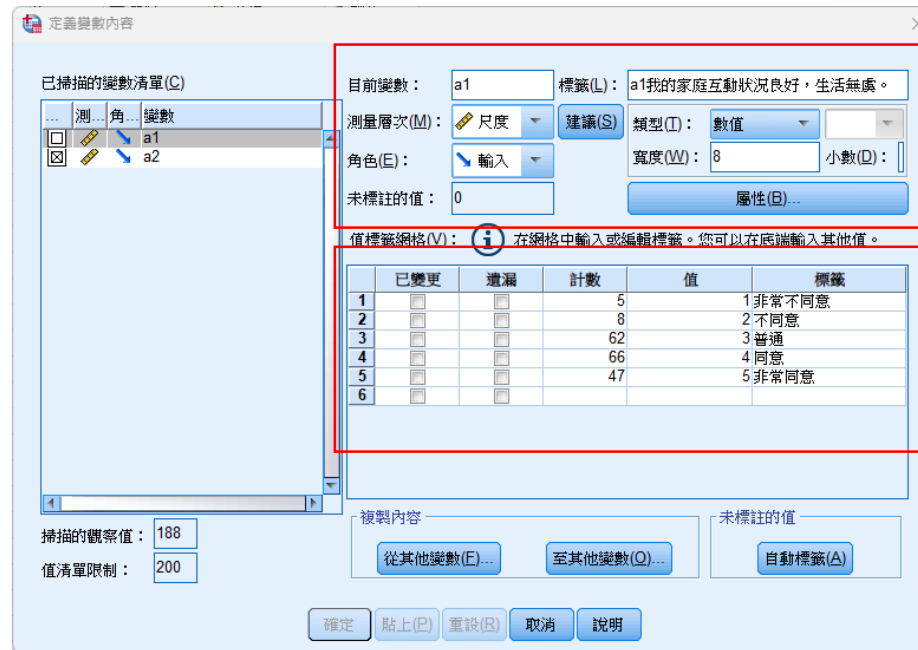 定義變數內容
已掃描的變數清單(C)
... 測... 角... 變數
a1
a2
掃描的觀察值： 188
值清單限制： 200
目前變數： a1 標籤(L)： a1我的家庭互動狀況良好，生活無虞。
測量層次(M)： 尺度 建議(S) 類型(T)： 數值
角色(E)： 輸入 寬度(W)： 8 小數(D)：
未標註的值： 0 屬性(B)...
值標籤網格(V)： 在網格中輸入或編輯標籤。您可以在底端輸入其他值。
已變更 遺漏 計數 值 標籤
1 5 1 非常不同意
2 8 2 不同意
3 62 3 普通
4 66 4 同意
5 47 5 非常同意
6
複製內容 未標註的值
從其他變數(F)... 至其他變數(O)... 自動標籤(A)
確定 貼上(P) 重設(R) 取消 說明